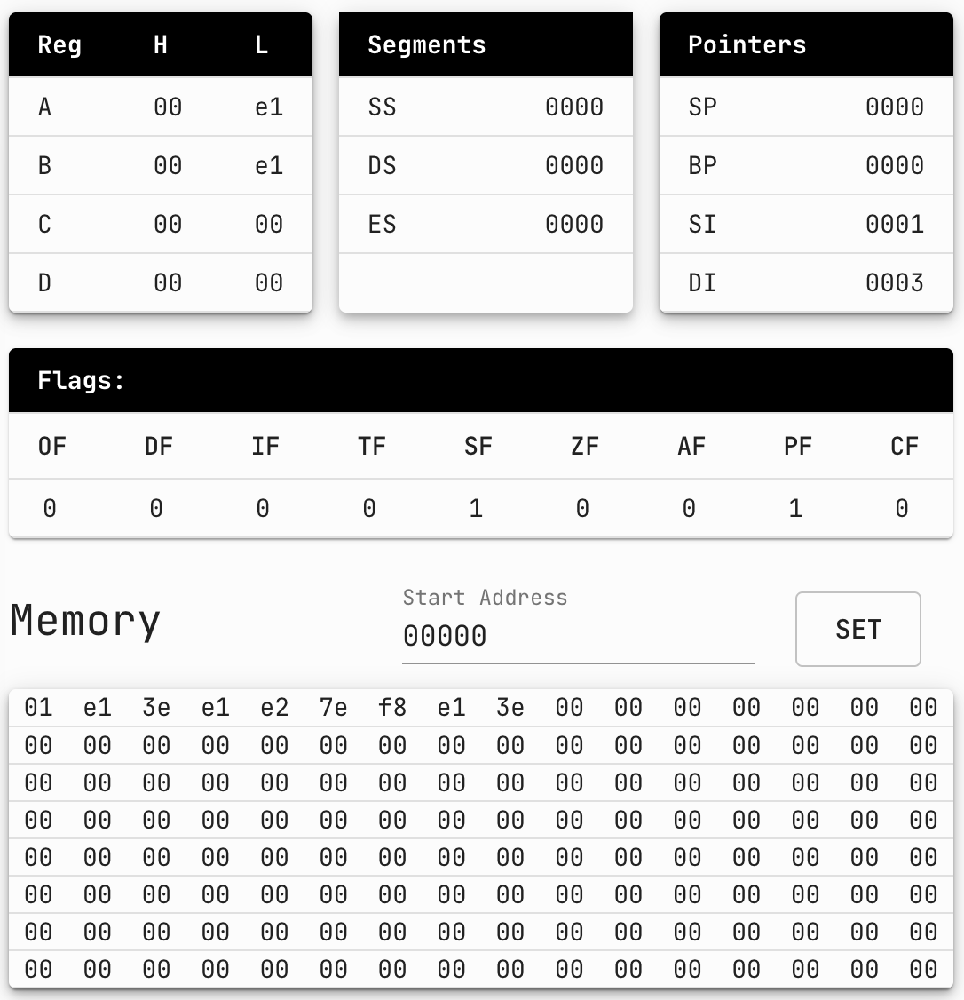 Reg H L
A 00 e1
B 00 e1
C 00 00
D 00 00
Segments
SS 0000
DS 0000
ES 0000
Pointers
SP 0000
BP 0000
SI 0001
DI 0003
Flags:
OF DF IF TF SF ZF AF PF CF
0 0 0 0 1 0 0 1 0
Memory
Start Address
00000
SET
01 e1 3e e1 e2 7e f8 e1 3e 00 00 00 00 00 00 00
00 00 00 00 00 00 00 00 00 00 00 00 00 00 00 00
00 00 00 00 00 00 00 00 00 00 00 00 00 00 00 00
00 00 00 00 00 00 00 00 00 00 00 00 00 00 00 00
00 00 00 00 00 00 00 00 00 00 00 00 00 00 00 00
00 00 00 00 00 00 00 00 00 00 00 00 00 00 00 00
00 00 00 00 00 00 00 00 00 00 00 00 00 00 00 00
00 00 00 00 00 00 00 00 00 00 00 00 00 00 00 00